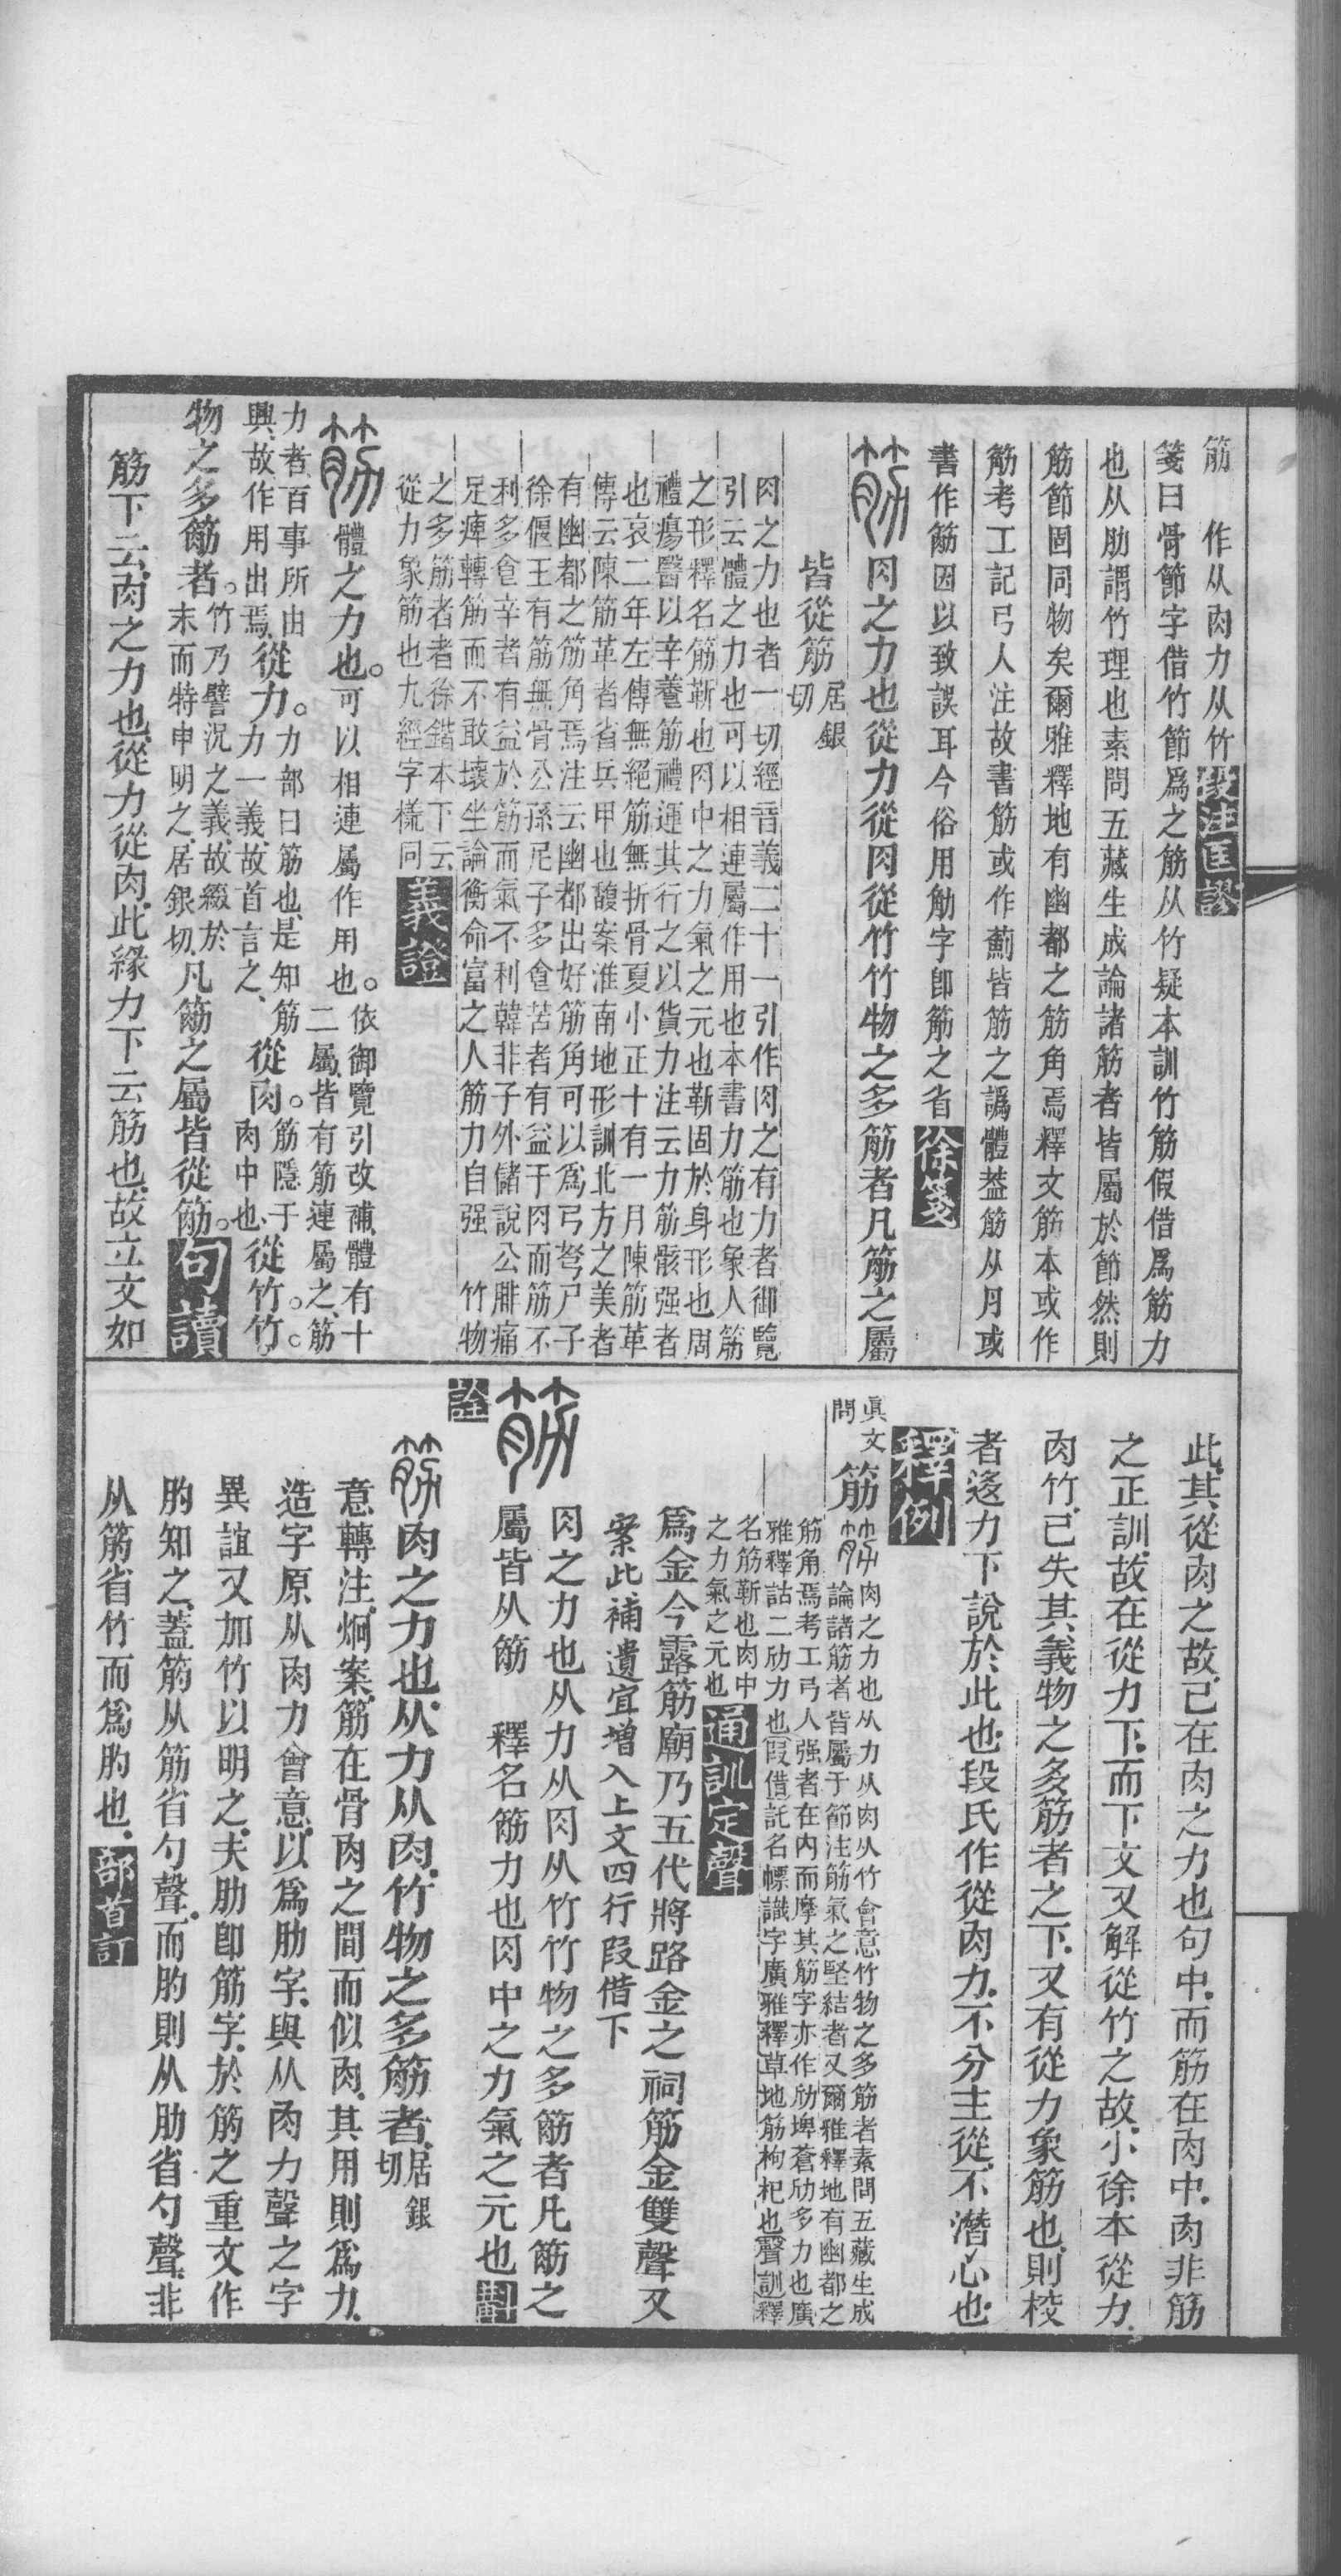 筋　作从肉力从竹段注匡謬
箋曰骨節字借竹節爲之筋从竹疑本訓竹筋假借爲筋力
也从肋謂竹理也素問五藏生成論諸筋者皆屬於節然則
筋節固同物矣爾雅釋地有幽都之筋角焉釋文筋本或作
觔考工記弓人注故書筋或作薊皆筋之譌體葢筋从月或
書作筋因以致誤耳今俗用觔字卽筋之省徐箋
筋肉之力也從力從肉從竹竹物之多筋者凡筋之屬
皆從筋居銀切
肉之力也者一切經音義二十一引作肉之有力者御覽
引云體之力也可以相連屬作用也本書力筋也象人筋
之形釋名筋靳也肉中之力氣之元也靳固於身形也周
禮瘍醫以辛養筋禮運其行之以貨力注云力筋骸强者
也哀二年左傳無絕筋無折骨夏小正十有一月陳筋革
傳云陳筋革者省兵甲也馥案淮南地形訓北方之美者
有幽都之筋角焉注云幽都出好筋角可以爲弓弩尸子
徐偃王有筋無骨公孫尼子多食苦者有益于肉而筋不
利多食辛者有益於筋而氣不利韓非子外儲說公腓痛
足痺轉筋而不敢壞坐論衡命富之人筋力自强　竹物
之多筋者者徐鍇本下云
從力象筋也九經字樣同義證
筋體之力也。可以相連屬作用也。依御覽引改補體有十
二屬、皆有筋連屬之、筋
力者、百事所由
興、故作用出焉、從力。力部曰筋也、是知筋
力一義、故首言之、從肉。筋隱于
肉中也、從竹。竹。
物之多筋者。竹乃譬況之義、故綴於
末而特申明之、居銀切、凡筋之屬皆從筋。句讀
筋下云、肉之力也、從力從肉、此緣力下云筋也、故立文如
此、其從肉之故、已在肉之力也句中、而筋在肉中、肉非筋
之正訓、故在從力下、而下文又解從竹之故、小徐本從力、
肉竹、已失其義、物之多筋者之下、又有從力象筋也、則校
者迻力下說於此也、段氏作從肉力、不分主從、不潛心也
釋例
眞文問筋筋肉之力也从力从肉从竹會意竹物之多筋者素問五藏生成
論諸筋者皆屬于節注筋氣之堅結者又爾雅釋地有幽都之
筋角焉考工弓人强者在內而摩其筋字亦作劤埤蒼劤多力也廣
雅釋詁二劤力也假借託名幖識字廣雅釋草地筋枸杞也聲訓釋
名筋靳也肉中
之力氣之元也通訓定聲
爲金今露筋廟乃五代將路金之祠筋金雙聲又
案此補遺宜增入上文四行叚借下
筋肉之力也从力从肉从竹竹物之多筋者凡筋之
屬皆从筋　釋名筋力也肉中之力氣之元也斠
詮
筋肉之力也、从力从肉、竹物之多筋者、居銀切
意轉注、炯案、筋在骨肉之間而似肉、其用則爲力、
造字原从肉力會意、以爲肋字、與从肉力聲之字
異誼又加竹以明之、夫肋卽筋字、於筋之重文作
肑知之、蓋筋从筋省勺聲、而肑則从肋省勺聲、非
从筋省竹而爲肑也、部首訂